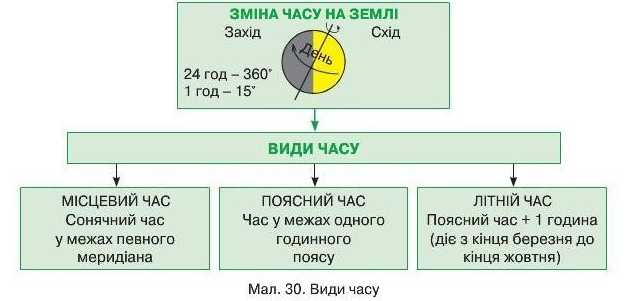 ЗМІНА ЧАСУ НА ЗЕМЛІ
Захід Схід
День
24 год – 360°
1 год – 15°
ВИДИ ЧАСУ
МІСЦЕВИЙ ЧАС
Сонячний час
у межах певного
меридіана
ПОЯСНИЙ ЧАС
Час у межах одного
годинного
поясу
ЛІТНІЙ ЧАС
Поясний час + 1 година
(діє з кінця березня до
кінця жовтня)
Мал. 30. Види часу